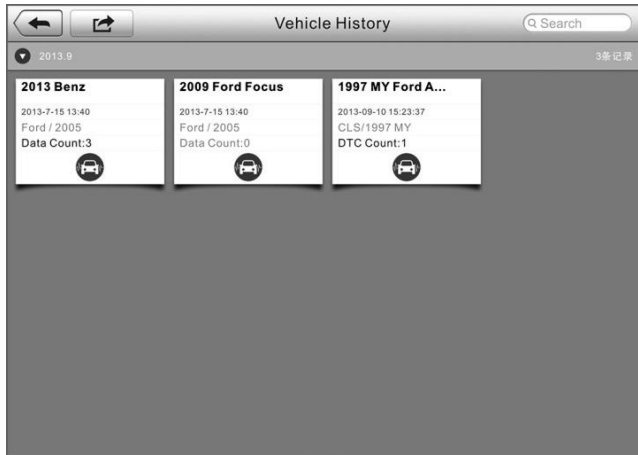 Vehicle History
Search
2013.9
3条记录
2013 Benz
2013-7-15 13:40
Ford / 2005
Data Count:3
2009 Ford Focus
2013-7-15 13:40
Ford / 2005
Data Count:0
1997 MY Ford A...
2013-09-10 15:23:37
CLS/1997 MY
DTC Count:1